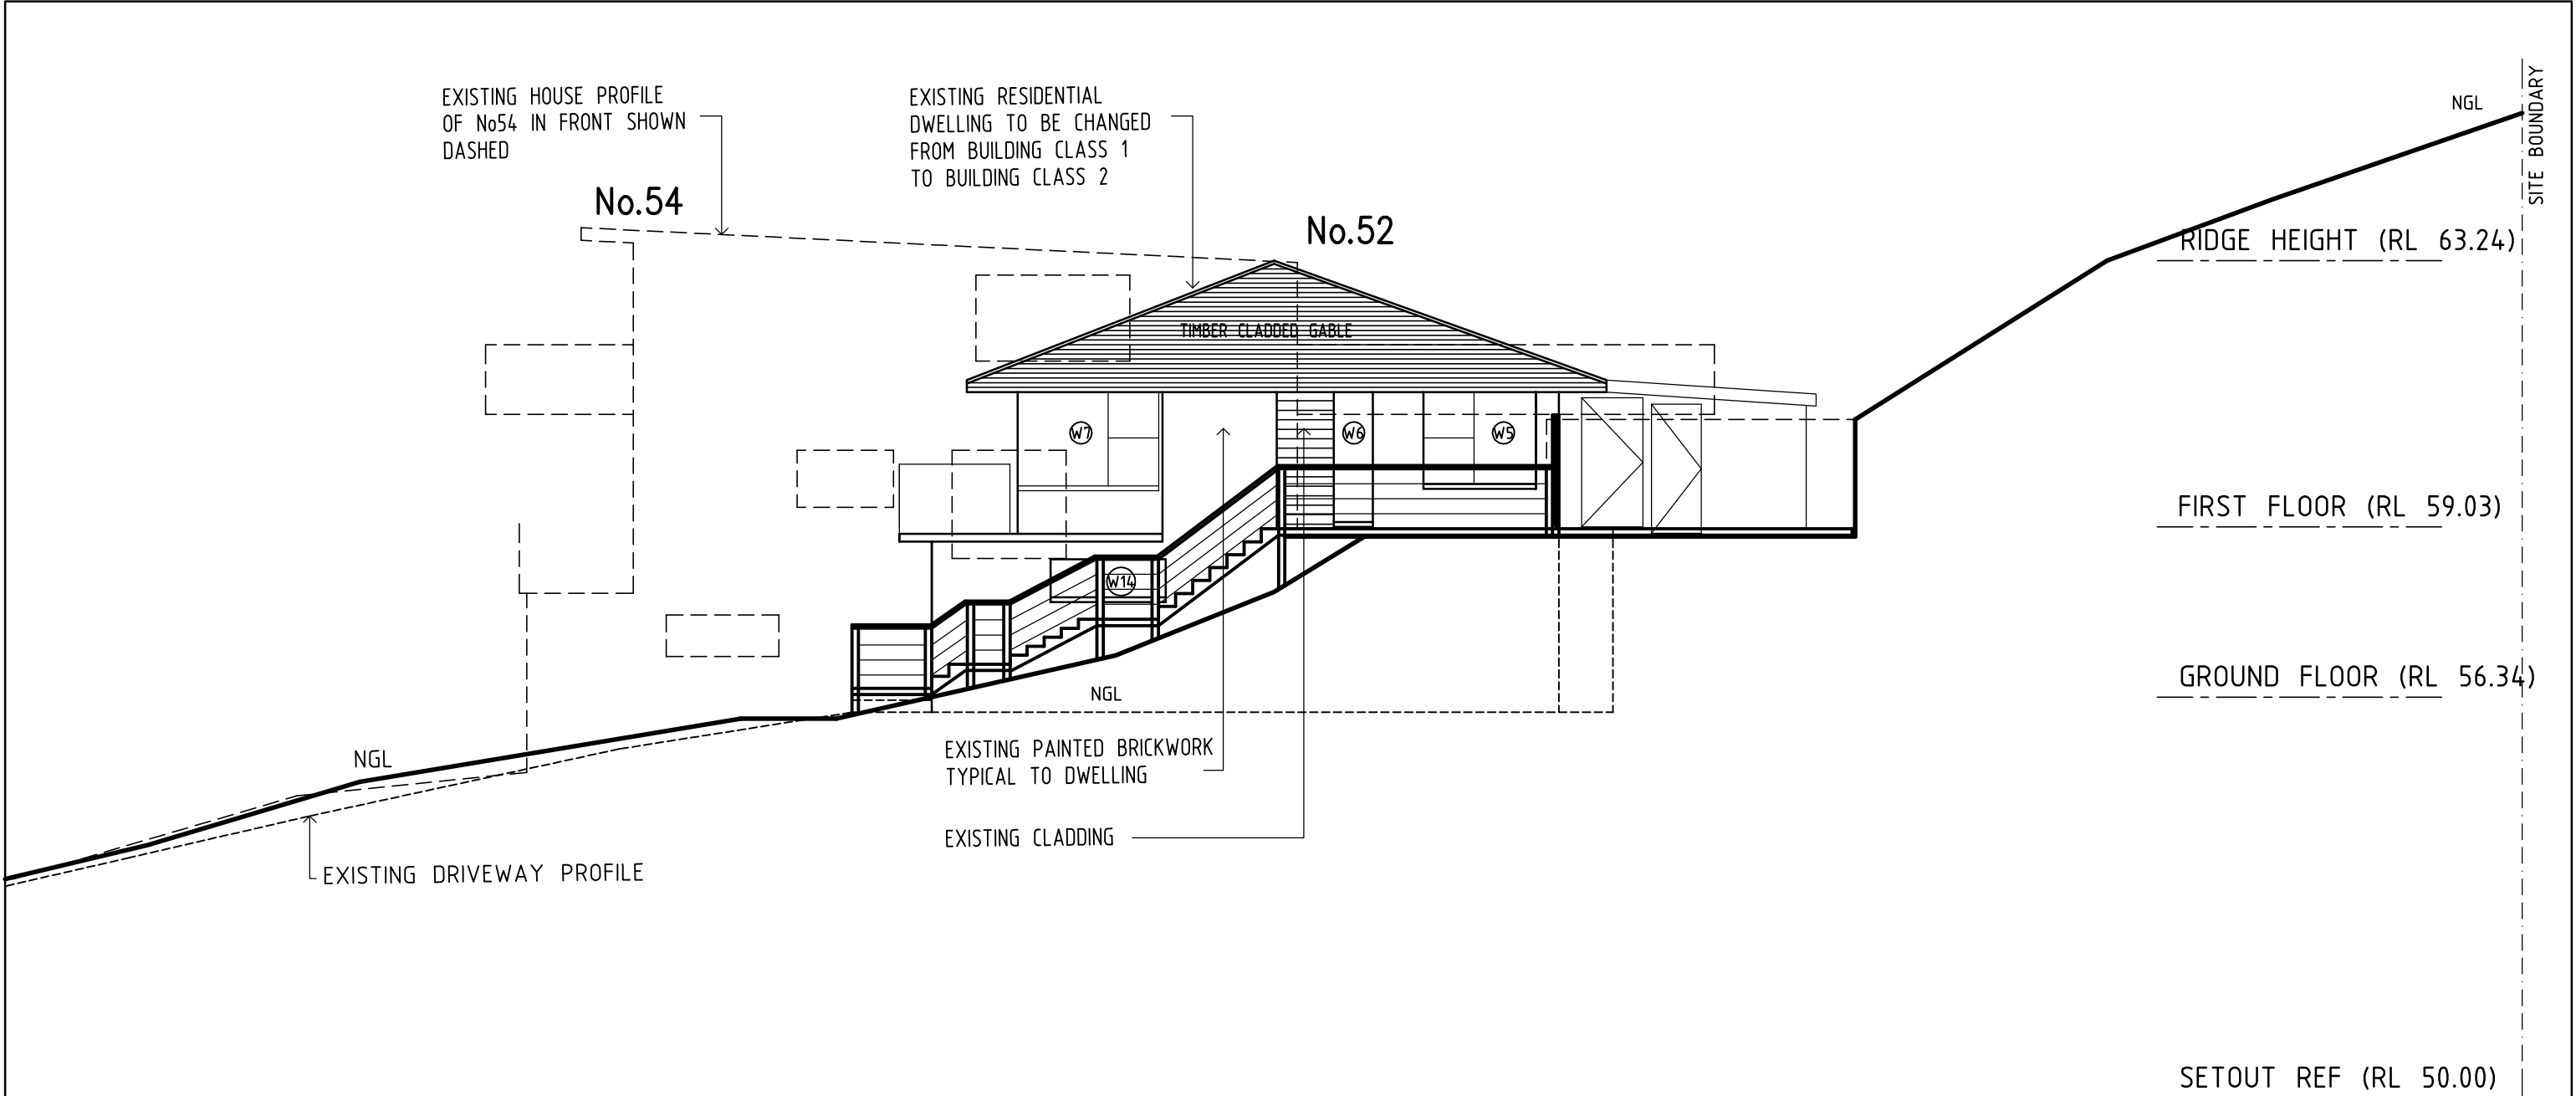 EXISTING HOUSE PROFILE
OF No54 IN FRONT SHOWN
DASHED
EXISTING RESIDENTIAL
DWELLING TO BE CHANGED
FROM BUILDING CLASS 1
TO BUILDING CLASS 2
NGL
SITE BOUNDARY
No.54
No.52
RIDGE HEIGHT (RL 63.24)
TIMBER CLADDED GABLE
W7
W6
W5
FIRST FLOOR (RL 59.03)
W14
GROUND FLOOR (RL 56.34)
NGL
NGL
EXISTING PAINTED BRICKWORK
TYPICAL TO DWELLING
EXISTING CLADDING
EXISTING DRIVEWAY PROFILE
SETOUT REF (RL 50.00)